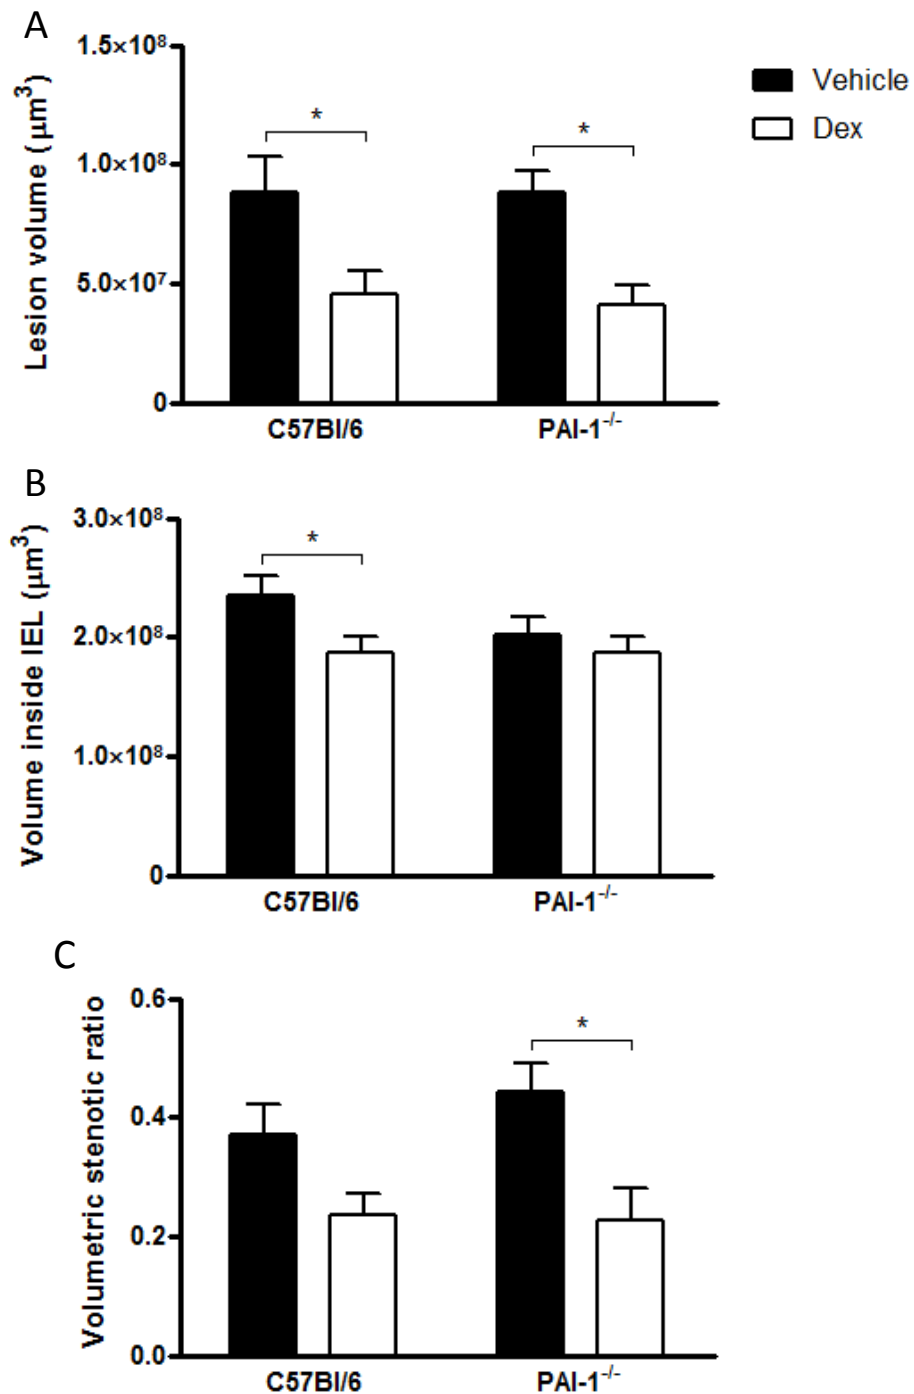 A
Lesion volume (μm³)
1.5×10⁸
1.0×10⁸
5.0×10⁷
0
*
*
C57Bl/6
PAI-1⁻/⁻
Vehicle
Dex
B
Volume inside IEL (μm³)
3.0×10⁸
2.0×10⁸
1.0×10⁸
0
*
C57Bl/6
PAI-1⁻/⁻
C
Volumetric stenotic ratio
0.6
0.4
0.2
0.0
*
C57Bl/6
PAI-1⁻/⁻